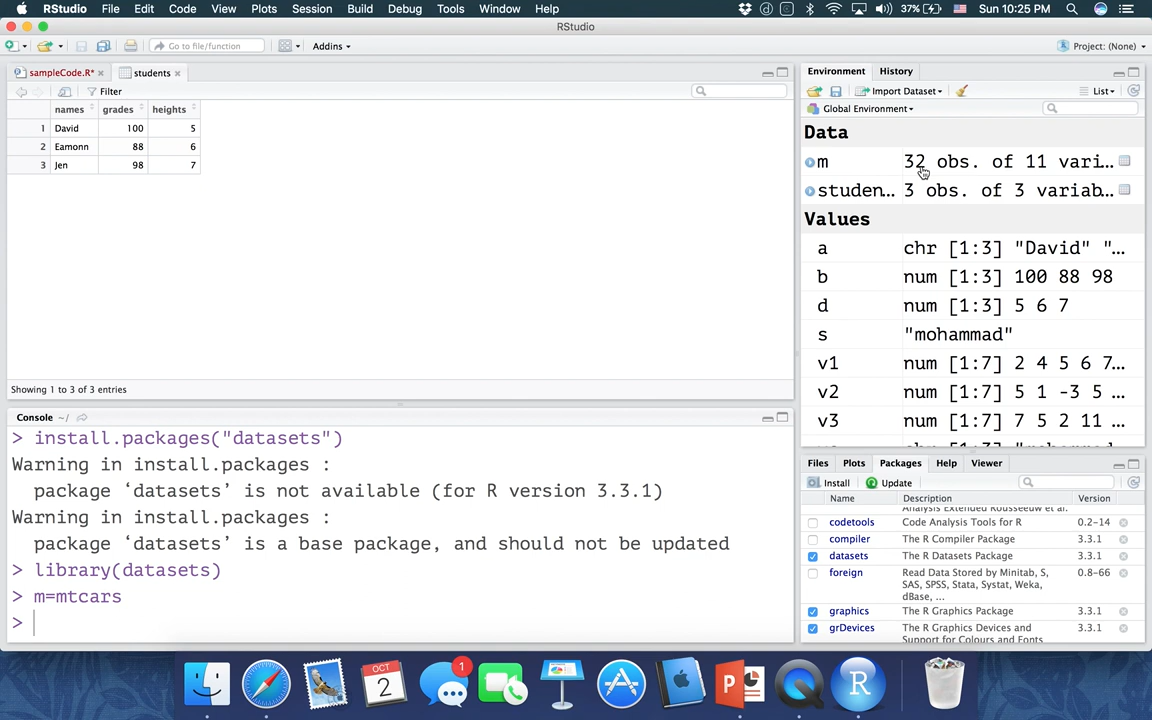 RStudio File Edit Code View Plots Session Build Debug Tools Window Help 37% Sun 10:25 PM
RStudio
Go to file/function Addins Project: (None)
sampleCode.R* students
Filter
names grades heights
1 David 100 5
2 Eamonn 88 6
3 Jen 98 7
Showing 1 to 3 of 3 entries
Console ~/
> install.packages("datasets")
Warning in install.packages :
package ‘datasets’ is not available (for R version 3.3.1)
Warning in install.packages :
package ‘datasets’ is a base package, and should not be updated
> library(datasets)
> m=mtcars
>
Environment History
Import Dataset List
Global Environment
Data
m 32 obs. of 11 vari...
studen... 3 obs. of 3 variab...
Values
a chr [1:3] "David" "...
b num [1:3] 100 88 98
d num [1:3] 5 6 7
s "mohammad"
v1 num [1:7] 2 4 5 6 7...
v2 num [1:7] 5 1 -3 5 ...
v3 num [1:7] 7 5 2 11 ...
Files Plots Packages Help Viewer
Install Update
Name Description Version
Analysis Extended Rousseeuw et al.
codetools Code Analysis Tools for R 0.2-14
compiler The R Compiler Package 3.3.1
datasets The R Datasets Package 3.3.1
foreign Read Data Stored by Minitab, S, 0.8-66
SAS, SPSS, Stata, Systat, Weka,
dBase, ...
graphics The R Graphics Package 3.3.1
grDevices The R Graphics Devices and 3.3.1
Support for Colours and Fonts
OCT
2
1
P
R